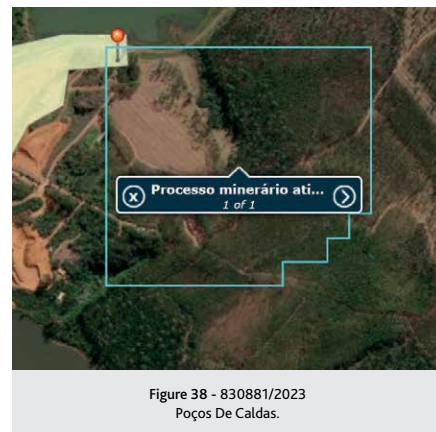 Processo minerário ati...
1 of 1
Figure 38 - 830881/2023
Poços De Caldas.